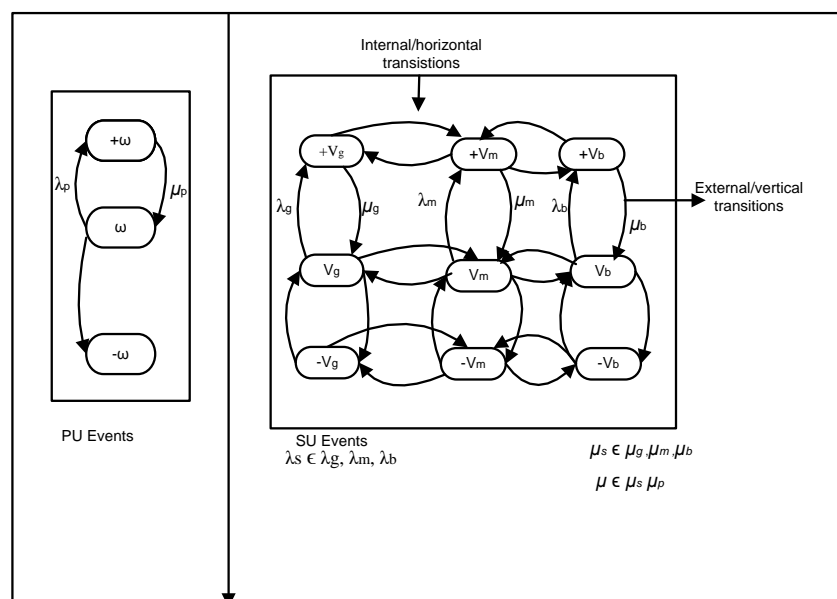 Internal/horizontal
transistions
+ω
λp
μp
ω
-ω
PU Events
+Vg
+Vm
+Vb
λg
μg
λm
μm
λb
μb
External/vertical
transitions
Vg
Vm
Vb
-Vg
-Vm
-Vb
SU Events
λs ϵ λg, λm, λb
μs ϵ μg ,μm ,μb
μ ϵ μs μp